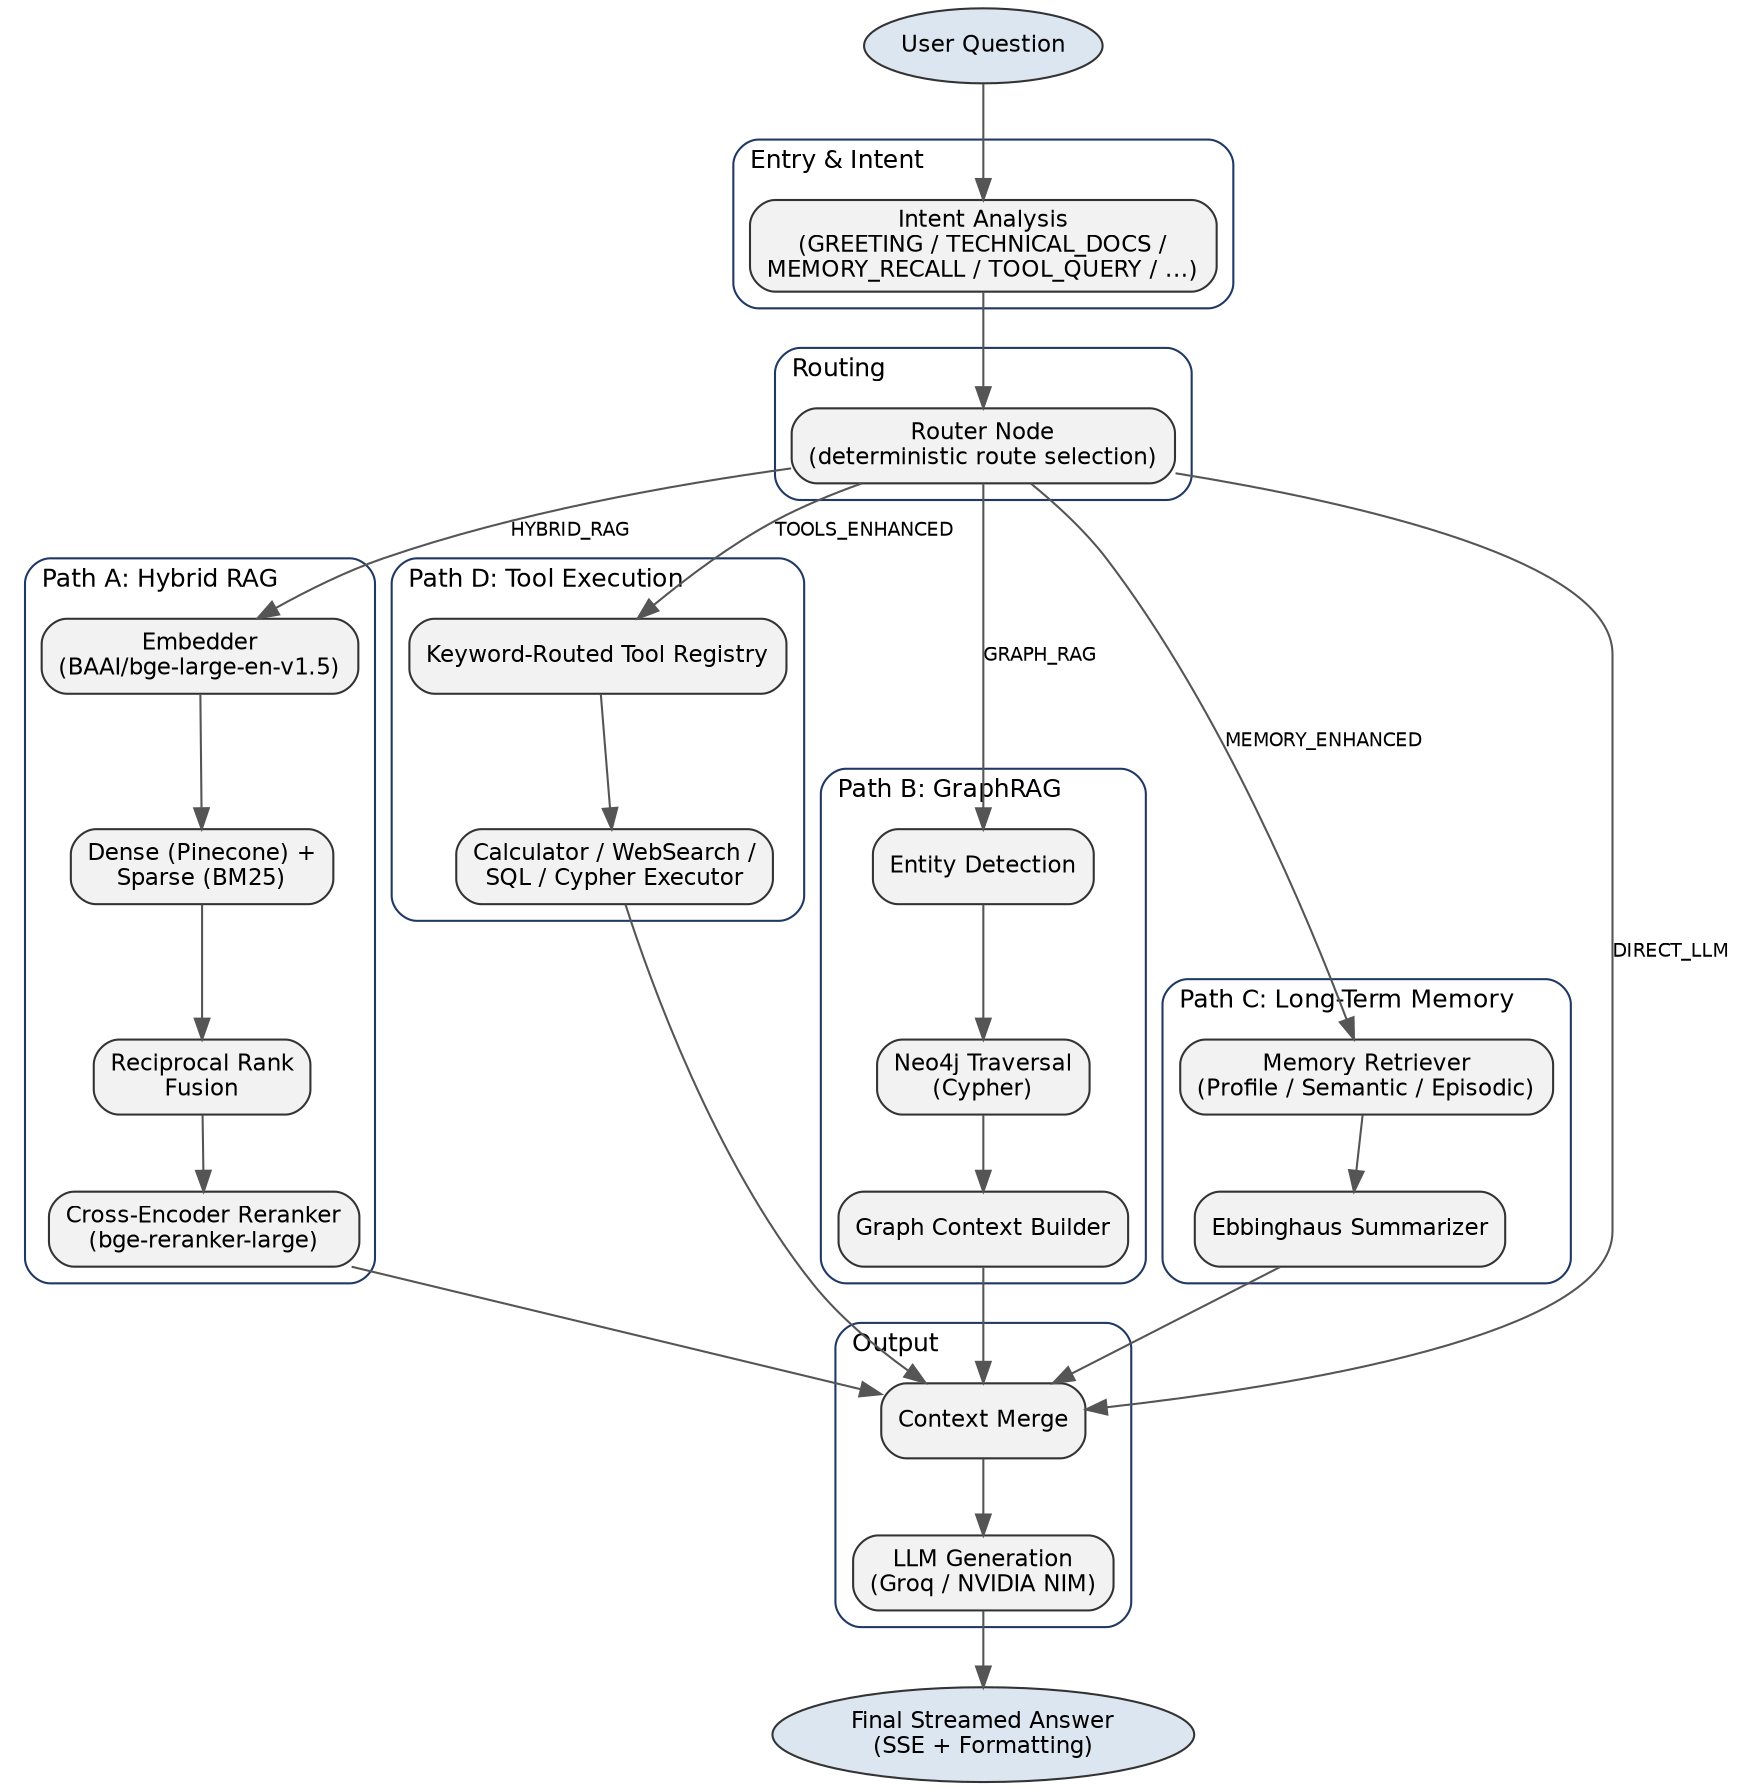 User Question
Entry & Intent
Intent Analysis
(GREETING / TECHNICAL_DOCS /
MEMORY_RECALL / TOOL_QUERY / ...)
Routing
Router Node
(deterministic route selection)
HYBRID_RAG
TOOLS_ENHANCED
GRAPH_RAG
MEMORY_ENHANCED
DIRECT_LLM
Path A: Hybrid RAG
Embedder
(BAAI/bge-large-en-v1.5)
Dense (Pinecone) +
Sparse (BM25)
Reciprocal Rank
Fusion
Cross-Encoder Reranker
(bge-reranker-large)
Path D: Tool Execution
Keyword-Routed Tool Registry
Calculator / WebSearch /
SQL / Cypher Executor
Path B: GraphRAG
Entity Detection
Neo4j Traversal
(Cypher)
Graph Context Builder
Path C: Long-Term Memory
Memory Retriever
(Profile / Semantic / Episodic)
Ebbinghaus Summarizer
Output
Context Merge
LLM Generation
(Groq / NVIDIA NIM)
Final Streamed Answer
(SSE + Formatting)